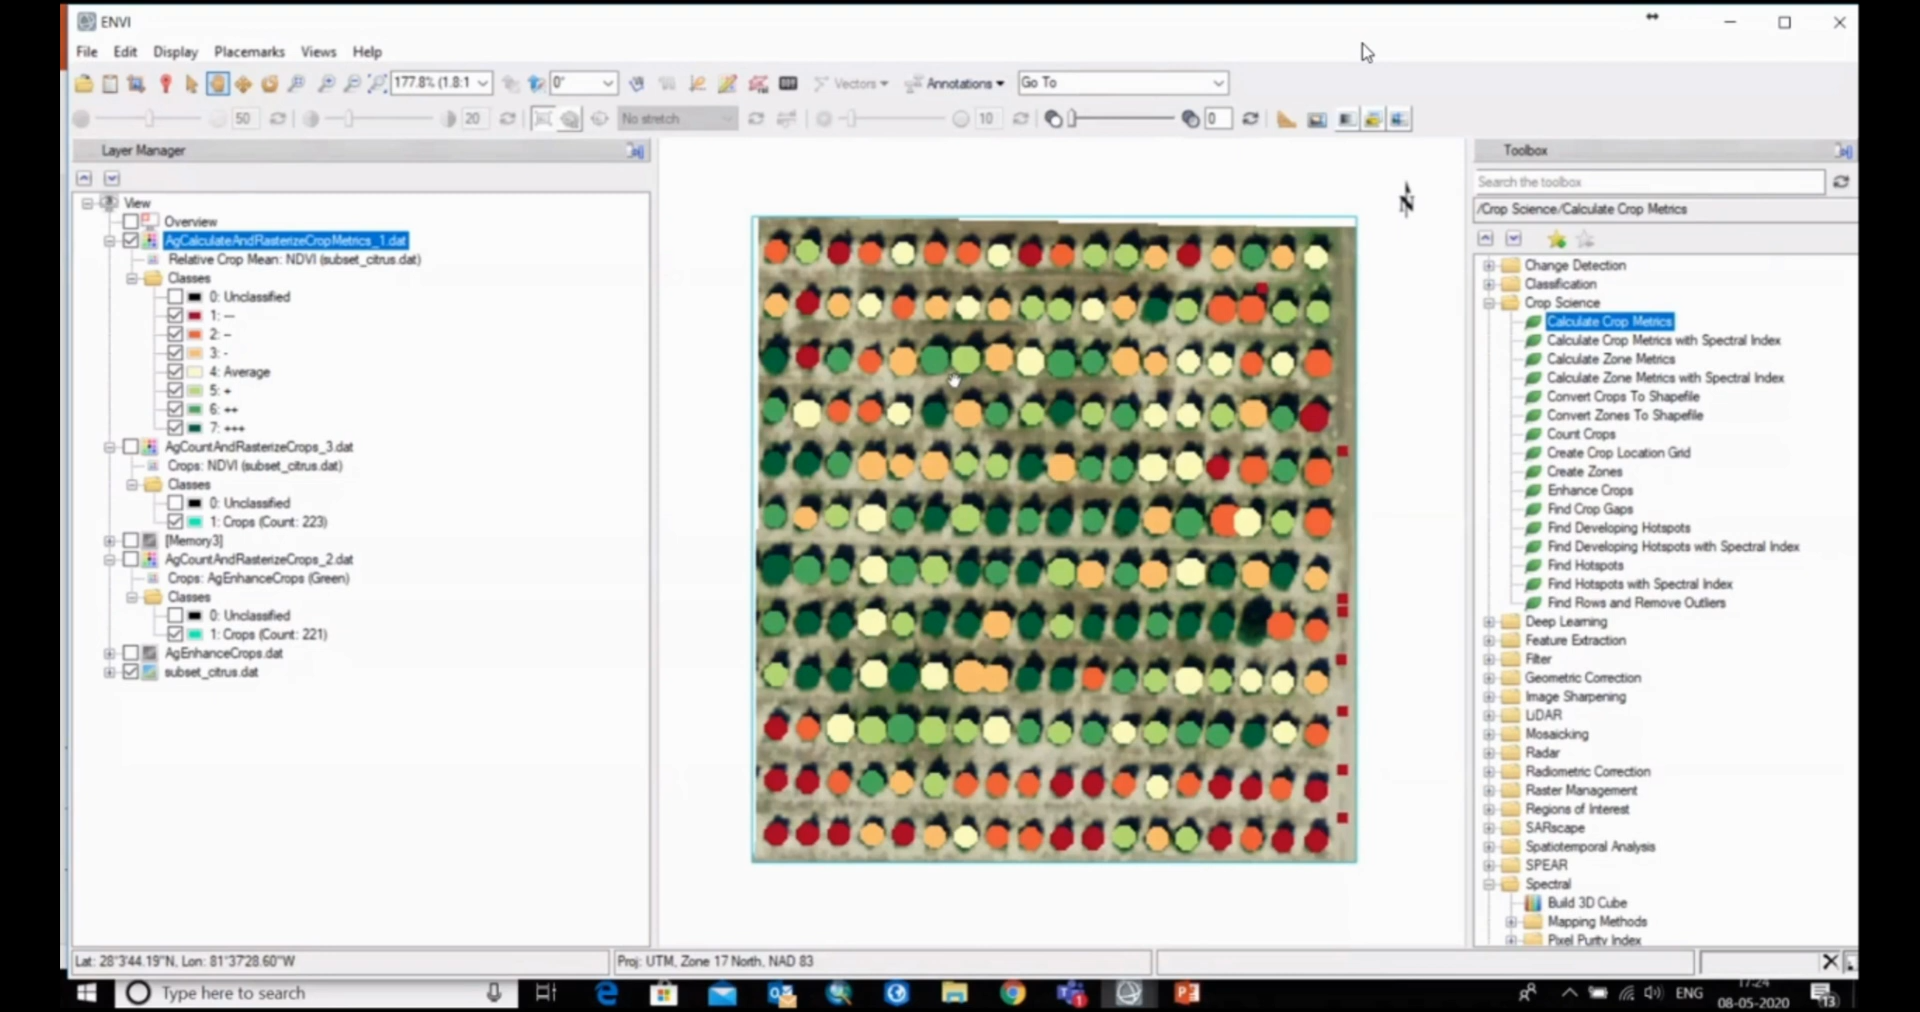 ENVI
File Edit Display Placemarks Views Help
177.8% (1.8:1 0° Vectors Annotations Go To
50 20 No stretch 10 0
Layer Manager
View
Overview
AgCalculateAndRasterizeCropMetrics_1.dat
Relative Crop Mean: NDVI (subset_citrus.dat)
Classes
0: Unclassified
1: ---
2: --
3: -
4: Average
5: +
6: ++
7: +++
AgCountAndRasterizeCrops_3.dat
Crops: NDVI (subset_citrus.dat)
Classes
0: Unclassified
1: Crops (Count: 223)
[Memory3]
AgCountAndRasterizeCrops_2.dat
Crops: AgEnhanceCrops (Green)
Classes
0: Unclassified
1: Crops (Count: 221)
AgEnhanceCrops.dat
subset_citrus.dat
N
Toolbox
Search the toolbox
/Crop Science/Calculate Crop Metrics
Change Detection
Classification
Crop Science
Calculate Crop Metrics
Calculate Crop Metrics with Spectral Index
Calculate Zone Metrics
Calculate Zone Metrics with Spectral Index
Convert Crops To Shapefile
Convert Zones To Shapefile
Count Crops
Create Crop Location Grid
Create Zones
Enhance Crops
Find Crop Gaps
Find Developing Hotspots
Find Developing Hotspots with Spectral Index
Find Hotspots
Find Hotspots with Spectral Index
Find Rows and Remove Outliers
Deep Learning
Feature Extraction
Filter
Geometric Correction
Image Sharpening
LiDAR
Mosaicking
Radar
Radiometric Correction
Raster Management
Regions of Interest
SARscape
Spatiotemporal Analysis
SPEAR
Spectral
Build 3D Cube
Mapping Methods
Pixel Purity Index
Lat: 28°3'44.19"N, Lon: 81°37'28.60"W
Proj: UTM, Zone 17 North, NAD 83
Type here to search
1
ENG
17:24
08-05-2020
13